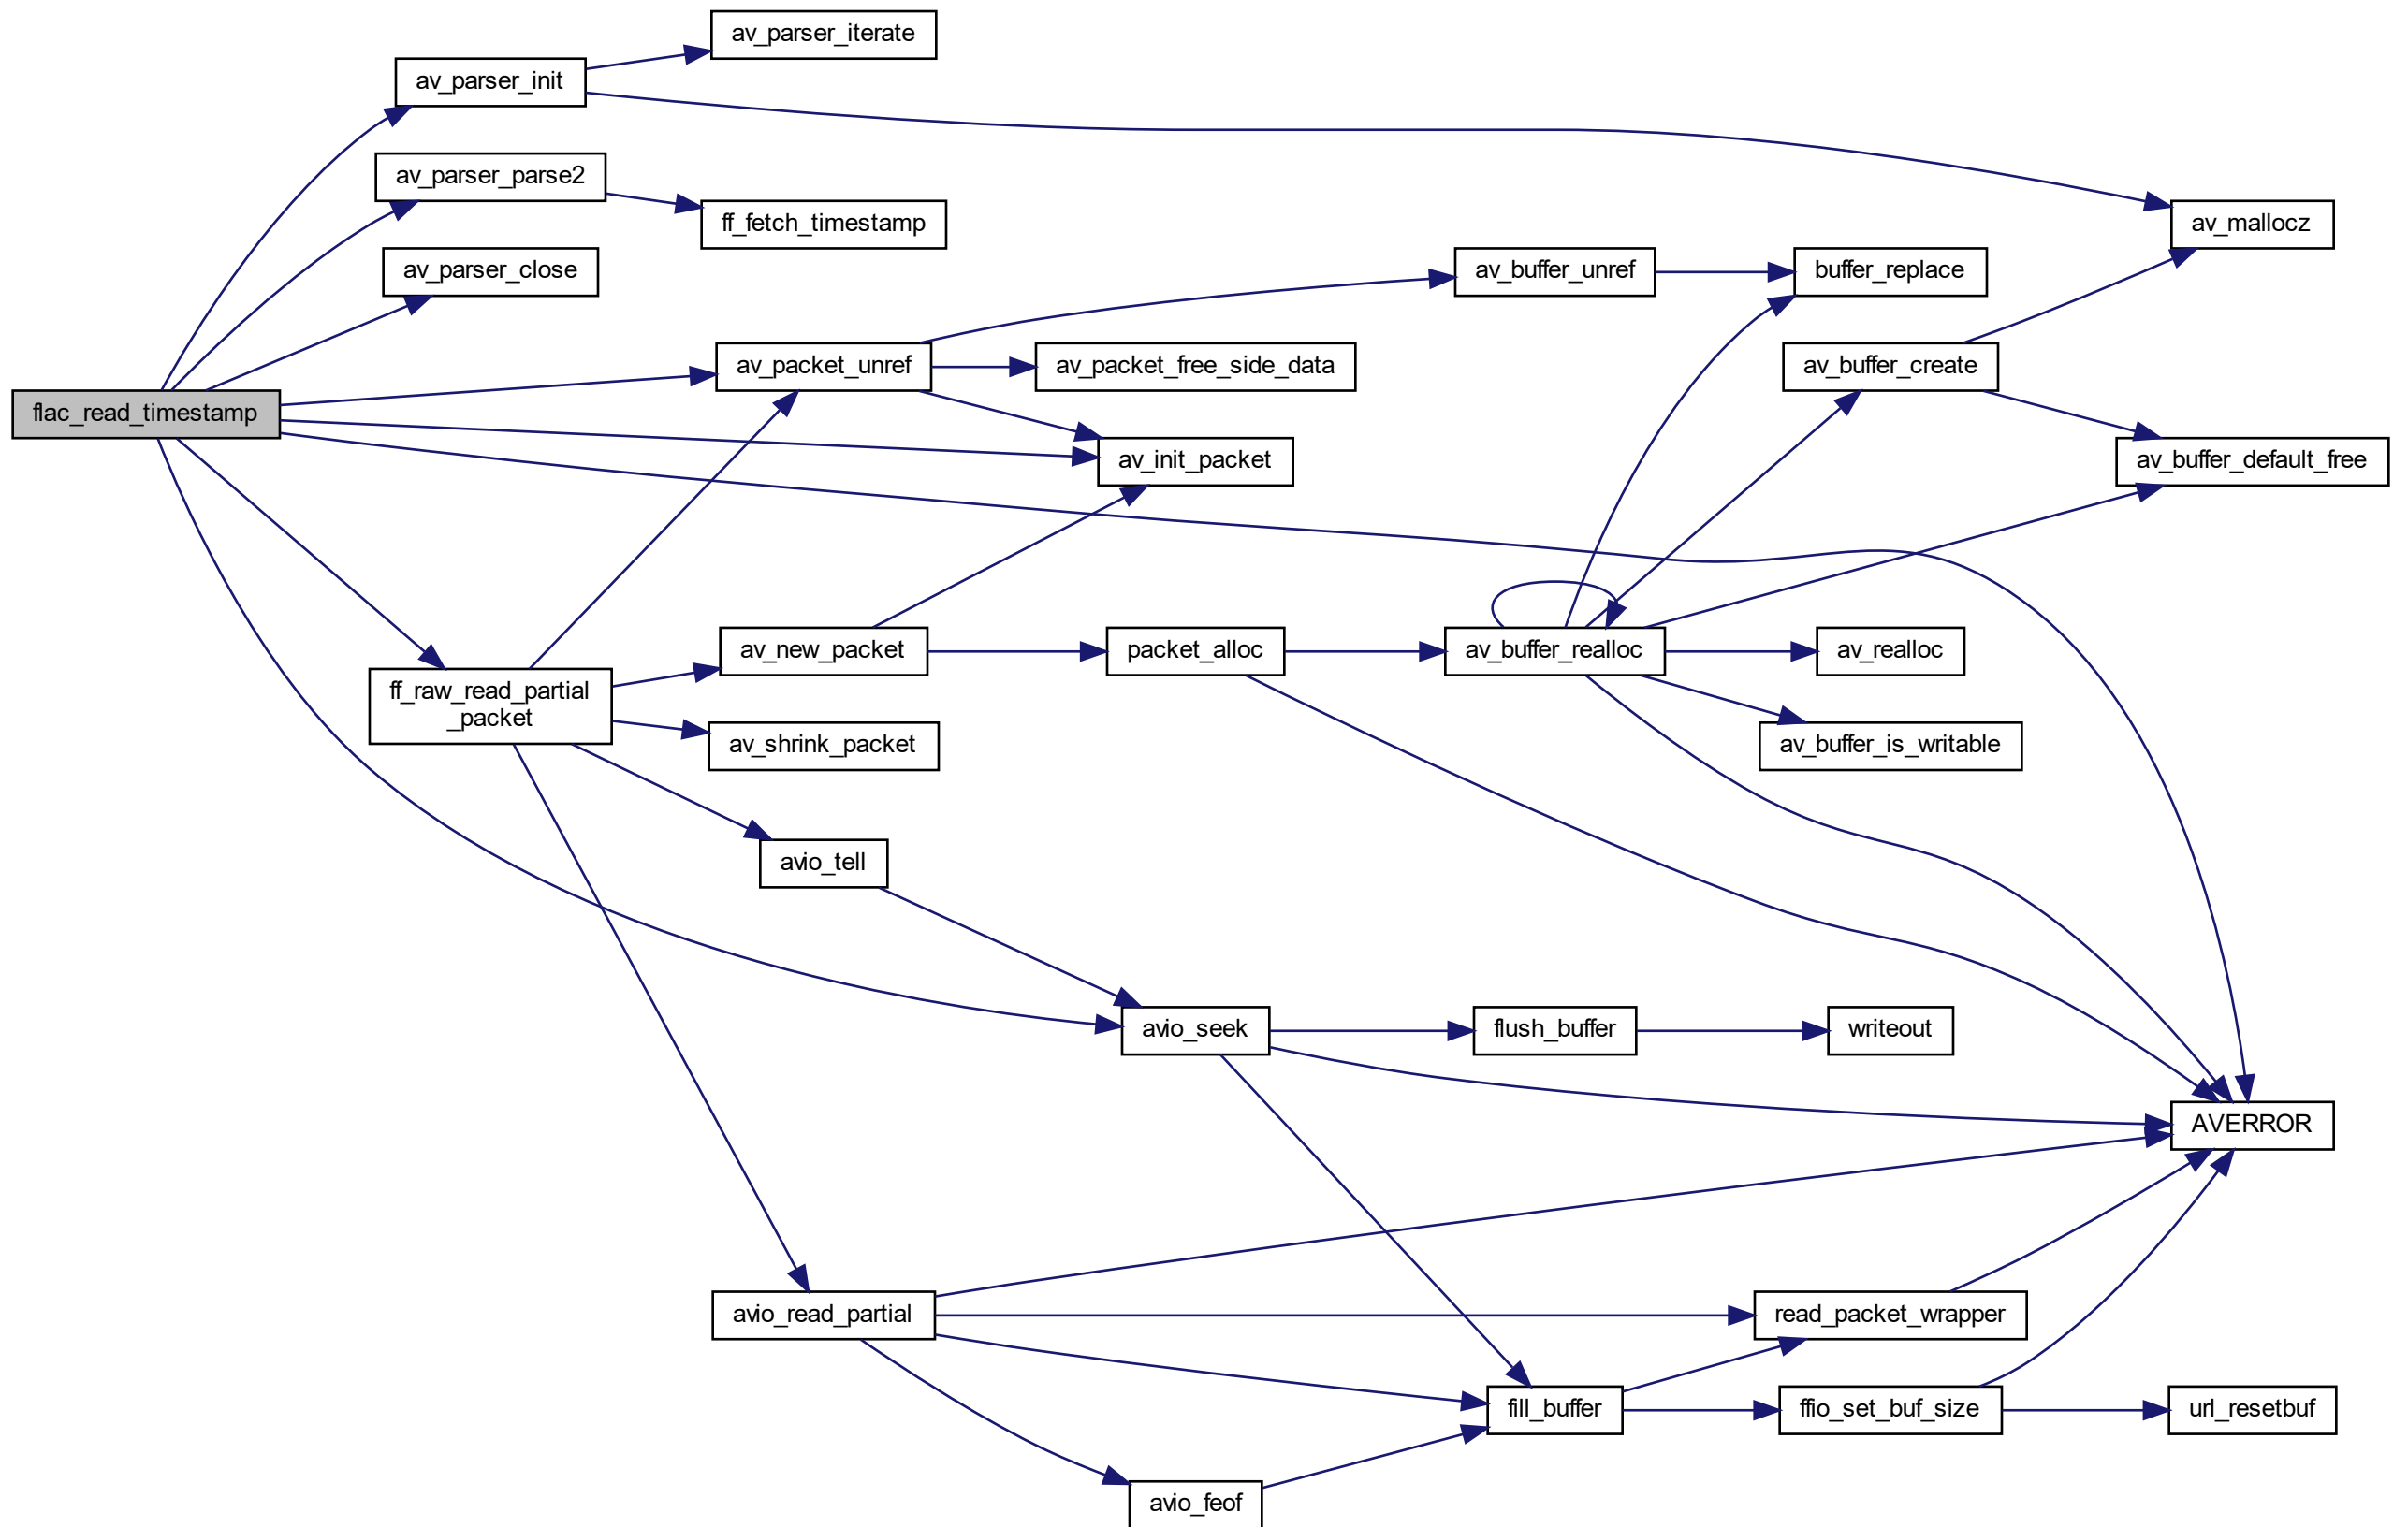 av_parser_iterate
av_parser_init
av_parser_parse2
av_mallocz
ff_fetch_timestamp
av_parser_close
av_buffer_unref
buffer_replace
av_packet_unref
av_packet_free_side_data
av_buffer_create
flac_read_timestamp
av_init_packet
av_buffer_default_free
av_new_packet
packet_alloc
av_buffer_realloc
av_realloc
ff_raw_read_partial
_packet
av_shrink_packet
av_buffer_is_writable
avio_tell
avio_seek
flush_buffer
writeout
AVERROR
avio_read_partial
read_packet_wrapper
fill_buffer
ffio_set_buf_size
url_resetbuf
avio_feof